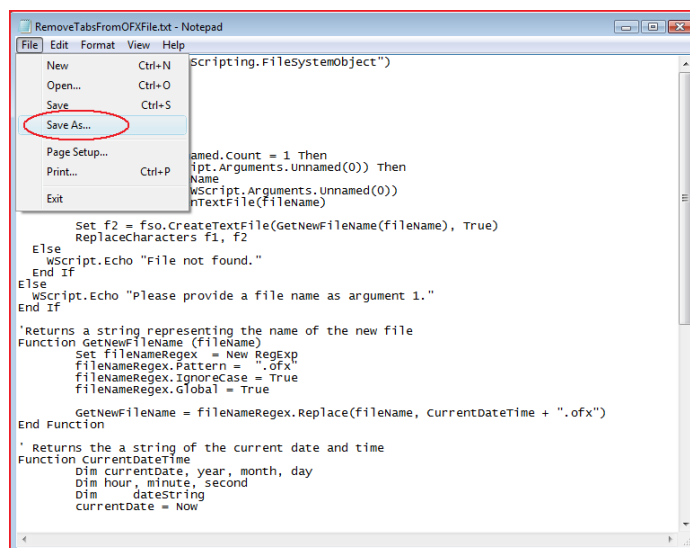 RemoveTabsFromOFXFile.txt - Notepad
File Edit Format View Help
New Ctrl+N
Open... Ctrl+O
Save Ctrl+S
Save As...
Page Setup...
Print... Ctrl+P
Exit
Scripting.FileSystemObject")
amed.Count = 1 Then
ipt.Arguments.Unnamed(0)) Then
Name
WScript.Arguments.Unnamed(0))
nTextFile(fileName)
Set f2 = fso.CreateTextFile(GetNewFileName(fileName), True)
ReplaceCharacters f1, f2
Else
WScript.Echo "File not found."
End If
Else
WScript.Echo "Please provide a file name as argument 1."
End If
'Returns a string representing the name of the new file
Function GetNewFileName (fileName)
Set fileNameRegex = New RegExp
fileNameRegex.Pattern = ".ofx"
fileNameRegex.IgnoreCase = True
fileNameRegex.Global = True
GetNewFileName = fileNameRegex.Replace(fileName, CurrentDateTime + ".ofx")
End Function
' Returns the a string of the current date and time
Function CurrentDateTime
Dim currentDate, year, month, day
Dim hour, minute, second
Dim dateString
currentDate = Now